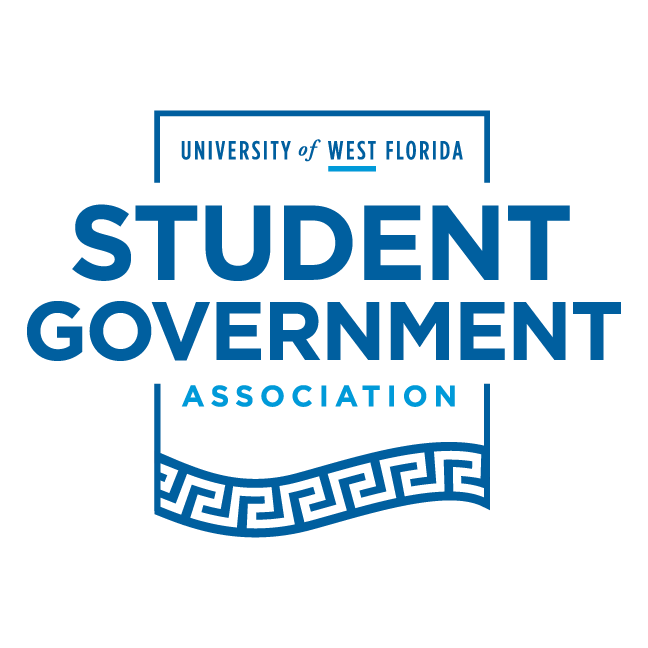 UNIVERSITY of WEST FLORIDA
STUDENT
GOVERNMENT
ASSOCIATION